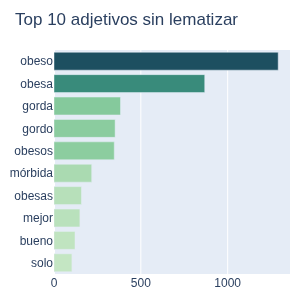 Top 10 adjetivos sin lematizar
obeso
obesa
gorda
gordo
obesos
mórbida
obesas
mejor
bueno
solo
0 500 1000